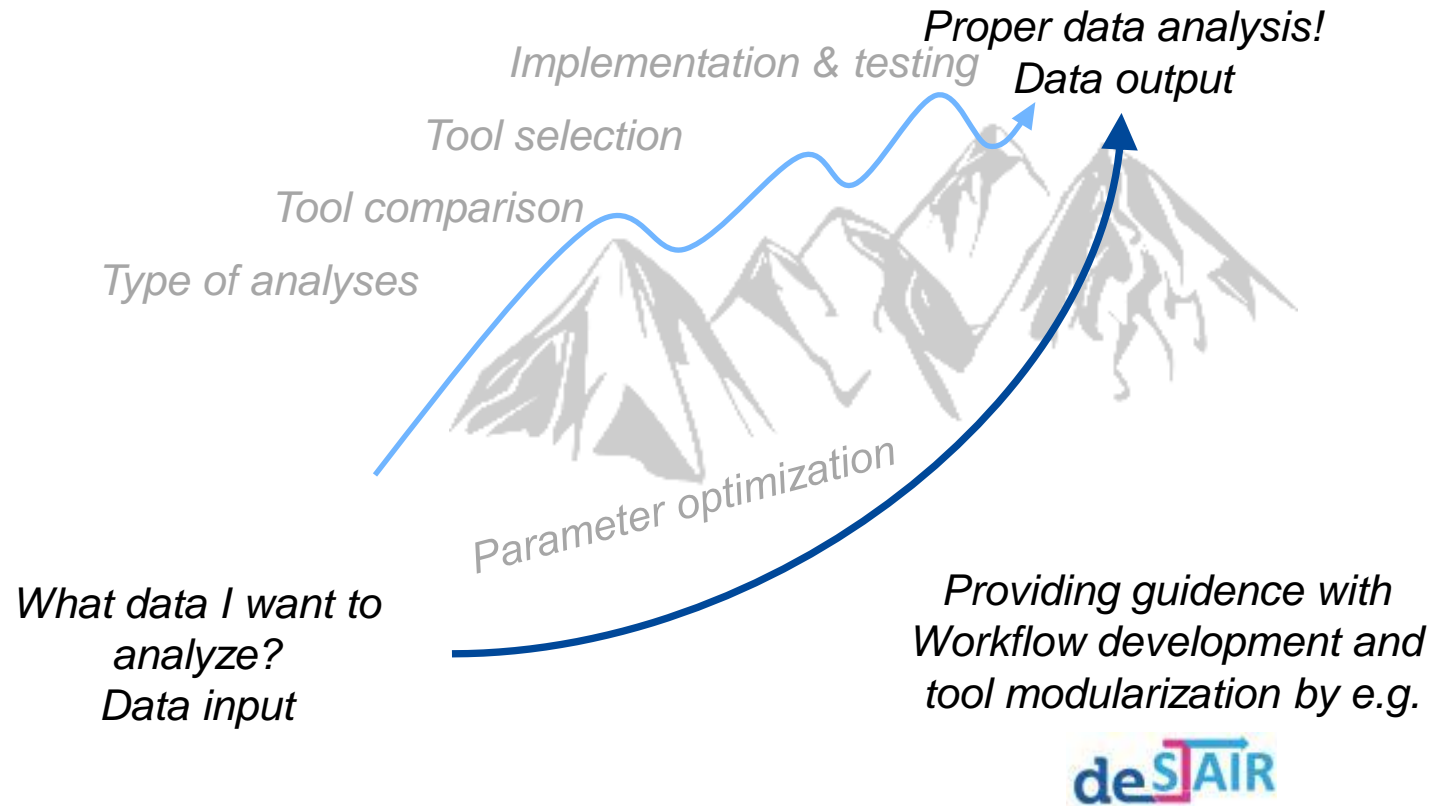 Proper data analysis!
Data output
Implementation & testing
Tool selection
Tool comparison
Type of analyses
Parameter optimization
What data I want to
analyze?
Data input
Providing guidence with
Workflow development and
tool modularization by e.g.
deSTAIR